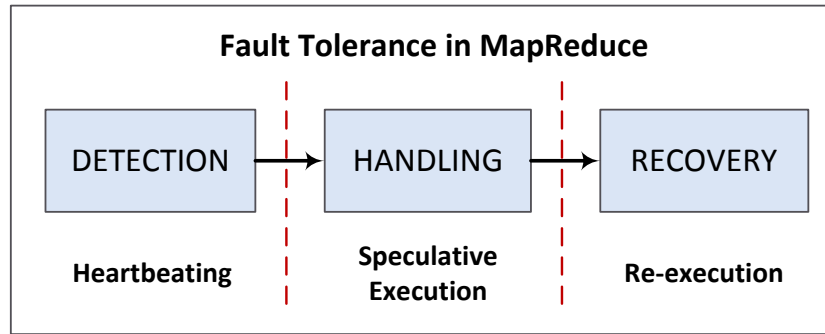 Fault Tolerance in MapReduce
DETECTION
HANDLING
RECOVERY
Heartbeating
Speculative
Execution
Re-execution